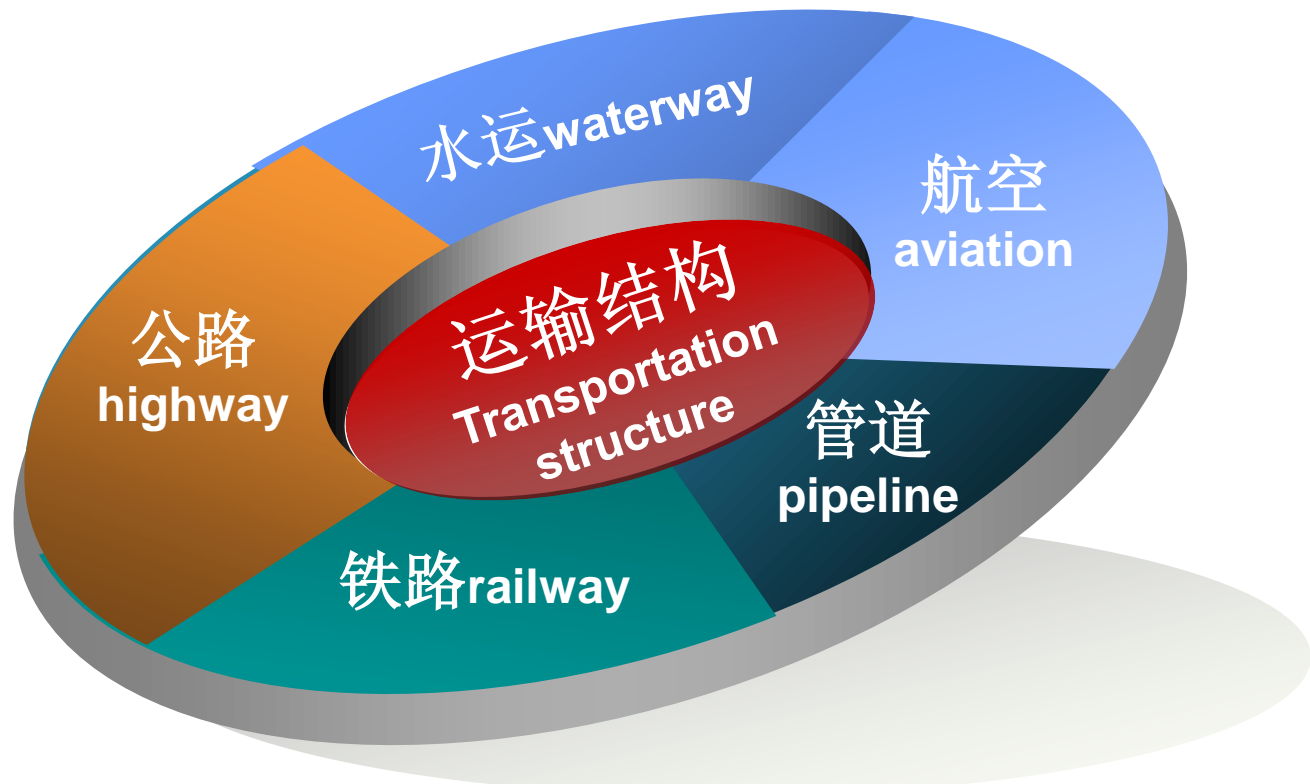 水运waterway
航空
aviation
公路
highway
运输结构
Transportation
structure
管道
pipeline
铁路railway